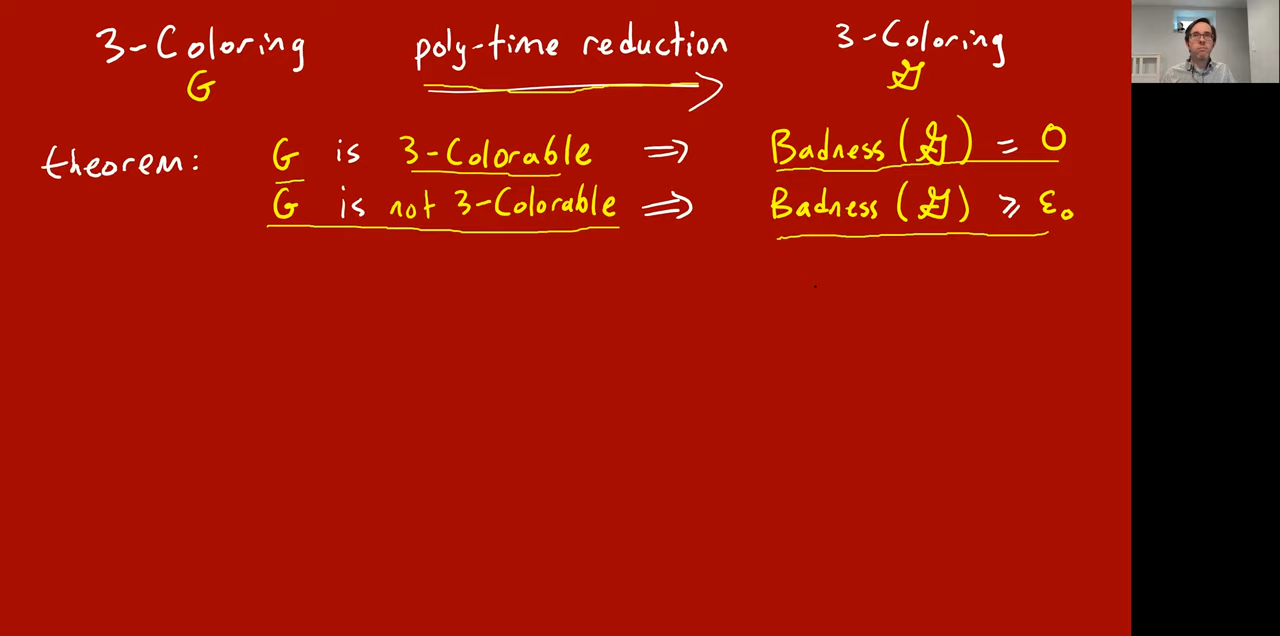 3-Coloring poly-time reduction 3-Coloring
G 𝒢
theorem: G is 3-Colorable ⇒ Badness(𝒢) = 0
G is not 3-Colorable ⇒ Badness(𝒢) ⩾ ε₀